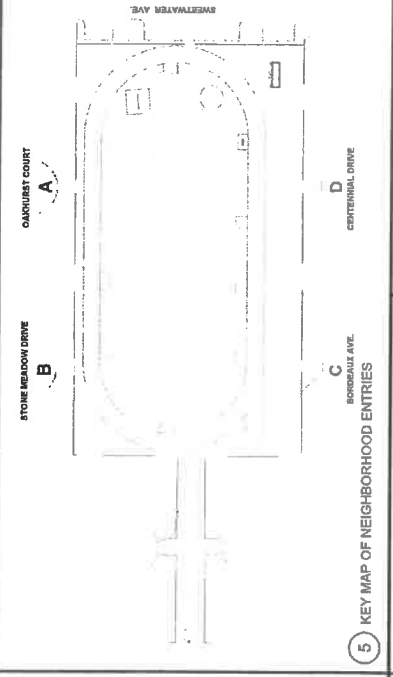 SWEETWATER AVE.
OAKHURST COURT
A
STONE MEADOW DRIVE
B
D
CENTENNIAL DRIVE
C
BORDEAUX AVE.
5 KEY MAP OF NEIGHBORHOOD ENTRIES